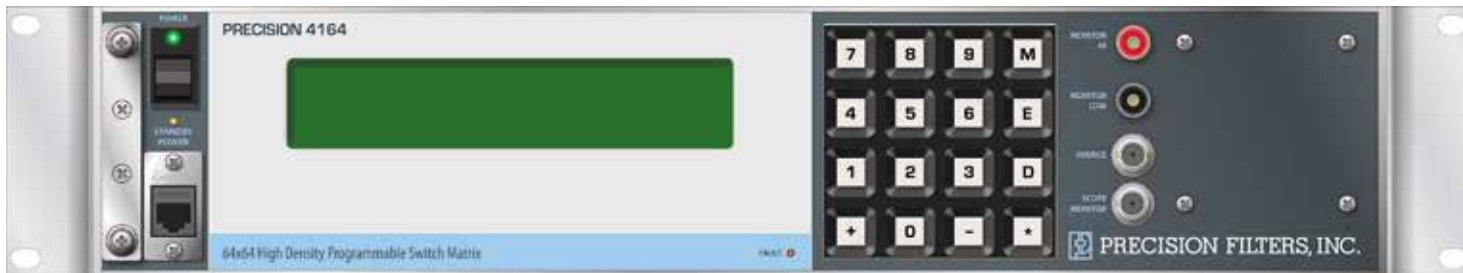 POWER
PRECISION 4164
STANDBY
POWER
64x64 High Density Programmable Switch Matrix
FAULT
7 8 9 M
4 5 6 E
1 2 3 D
+ 0 - *
MONITOR
HI
MONITOR
LOW
SOURCE
SCOPE
MONITOR
PRECISION FILTERS, INC.